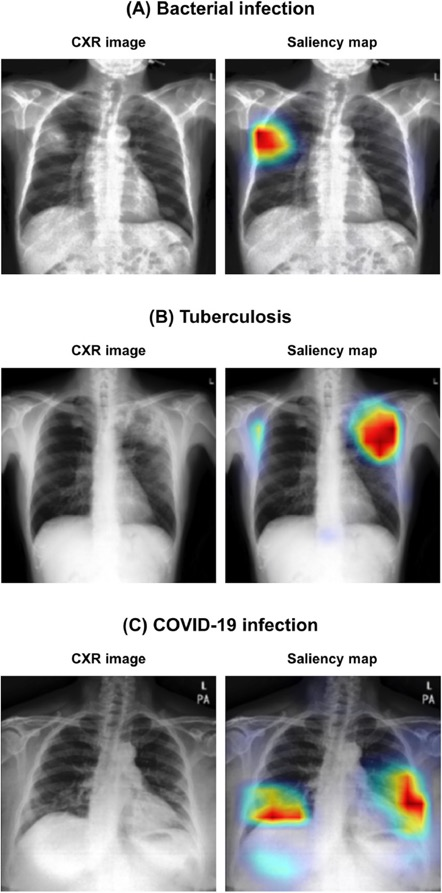 (A) Bacterial infection
CXR image Saliency map
L
(B) Tuberculosis
CXR image Saliency map
L
L
(C) COVID-19 infection
CXR image Saliency map
L L
PA PA